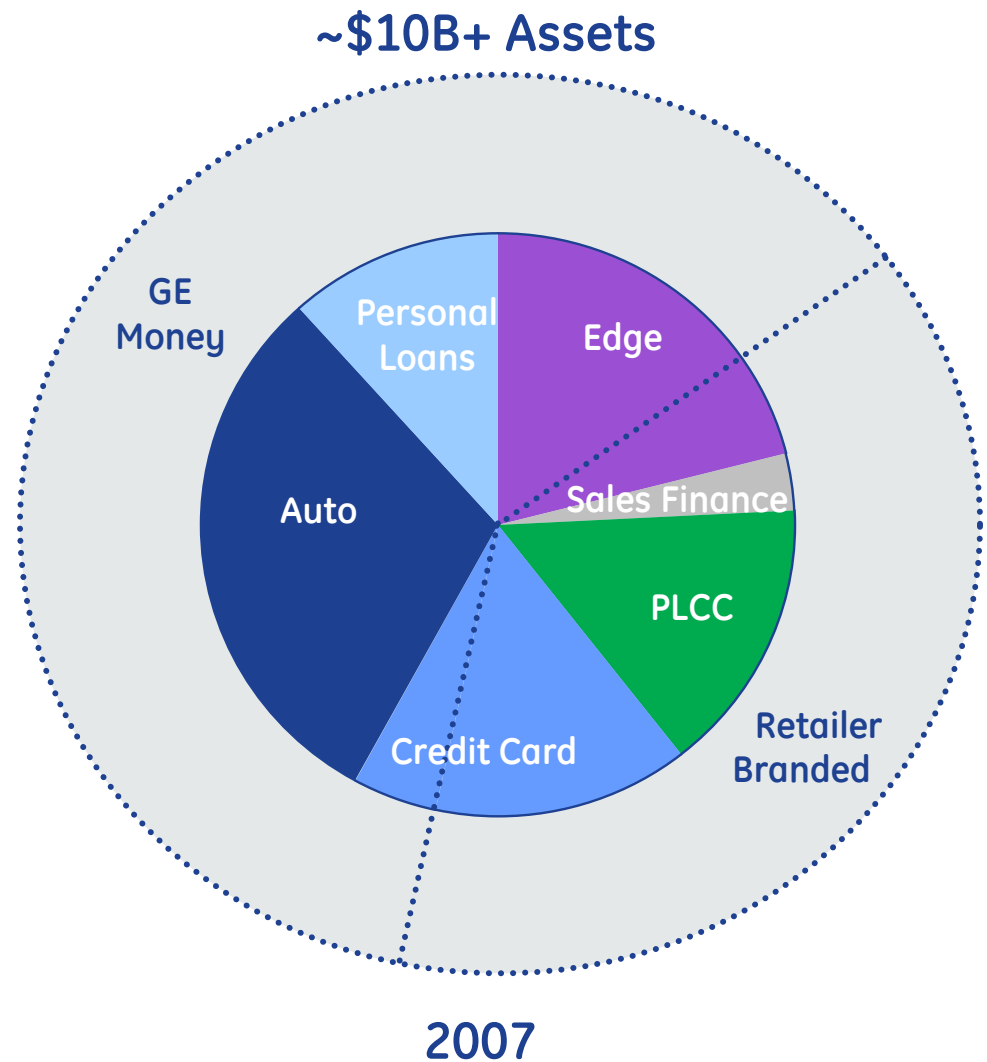 ~$10B+ Assets
GE
Money
Personal
Loans
Edge
Sales Finance
Auto
PLCC
Retailer
Branded
Credit Card
2007